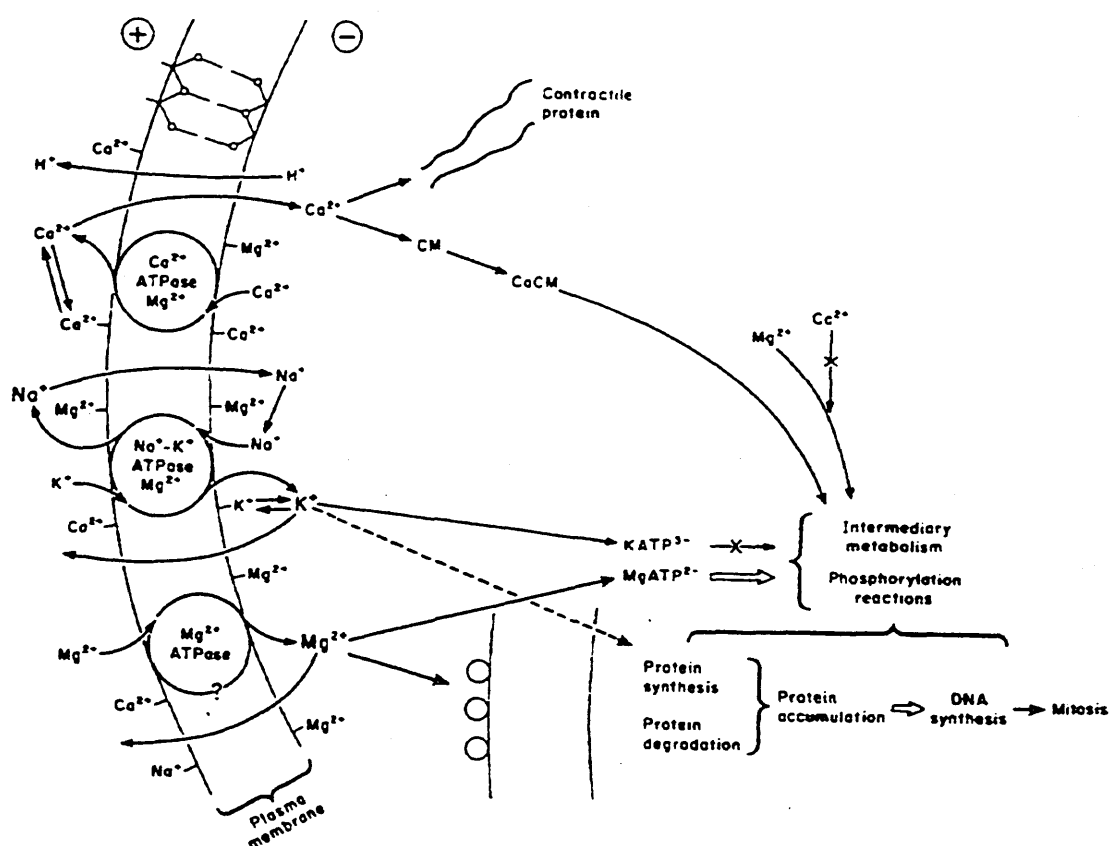 +
−
Contractile
protein
Ca²⁺
H⁺
H⁺
Ca²⁺
Ca²⁺
CM
CaCM
Mg²⁺
Ca²⁺
ATPase
Mg²⁺
Ca²⁺
Ca²⁺
Ca²⁺
Mg²⁺
Cc²⁺
Na⁺
Na⁺
Mg²⁺
Mg²⁺
Na⁺-K⁺
ATPase
Mg²⁺
Na⁺
K⁺
K⁺
K⁺
Ca²⁺
Mg²⁺
KATP³⁻
MgATP²⁻
Intermediary
metabolism
Phosphorylation
reactions
Mg²⁺
Mg²⁺
ATPase
?
Mg²⁺
Ca²⁺
Mg²⁺
Na⁺
Plasma
membrane
Protein
synthesis
Protein
degradation
Protein
accumulation
DNA
synthesis
Mitosis